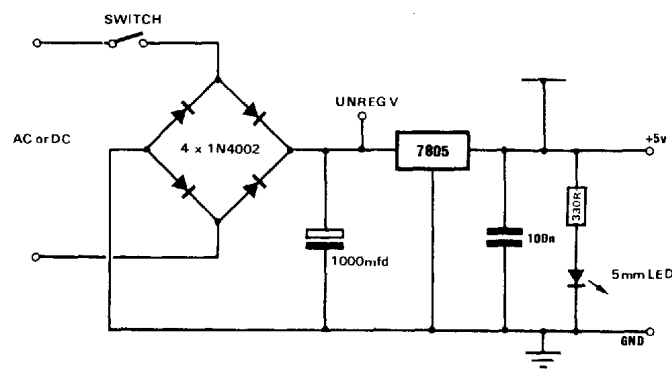 SWITCH
UNREG V
AC or DC
4 x 1N4002
7805
+5v
330R
1000mfd
100n
5mm LED
GND